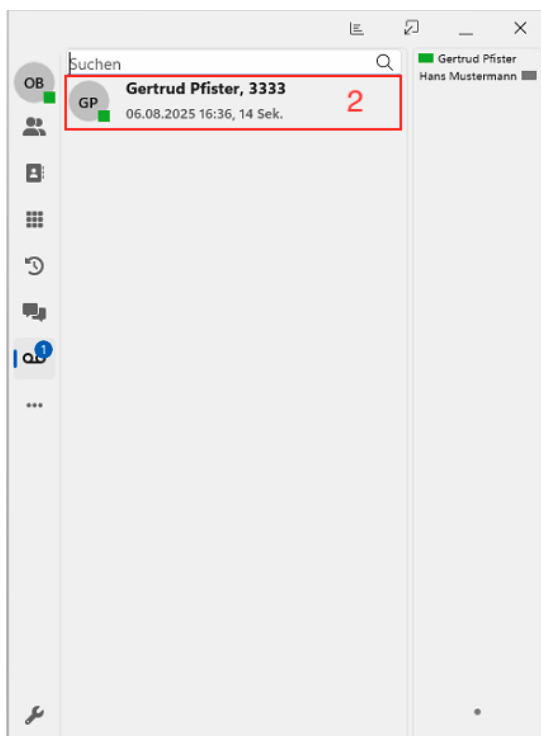 OB
Suchen
GP
Gertrud Pfister, 3333
06.08.2025 16:36, 14 Sek.
2
Gertrud Pfister
Hans Mustermann
1